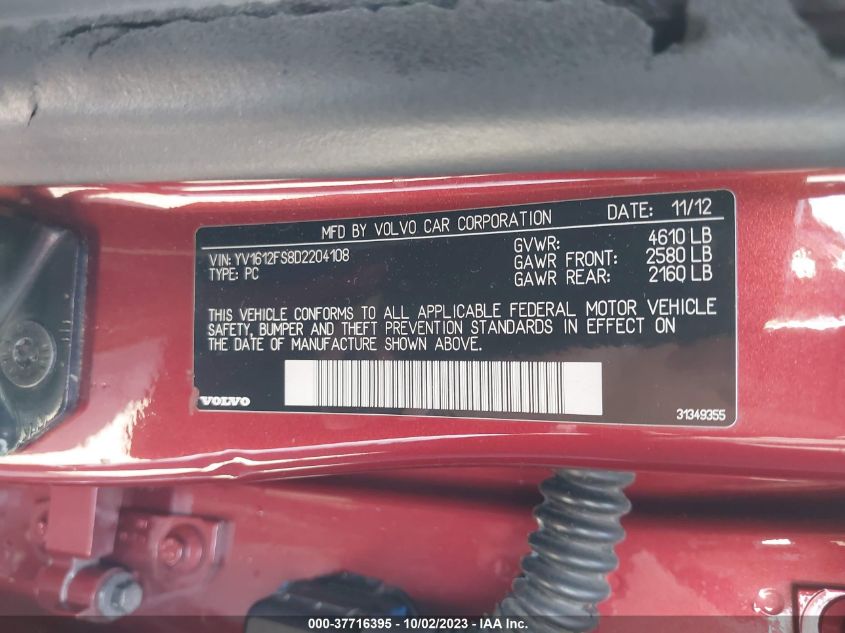 MFD BY VOLVO CAR CORPORATION DATE: 11/12
VIN: YV1612FS8D2204108 GVWR: 4610 LB
TYPE: PC GAWR FRONT: 2580 LB
GAWR REAR: 2160 LB
THIS VEHICLE CONFORMS TO ALL APPLICABLE FEDERAL MOTOR VEHICLE
SAFETY, BUMPER AND THEFT PREVENTION STANDARDS IN EFFECT ON
THE DATE OF MANUFACTURE SHOWN ABOVE.
VOLVO 31349355
000-37716395 - 10/02/2023 - IAA Inc.